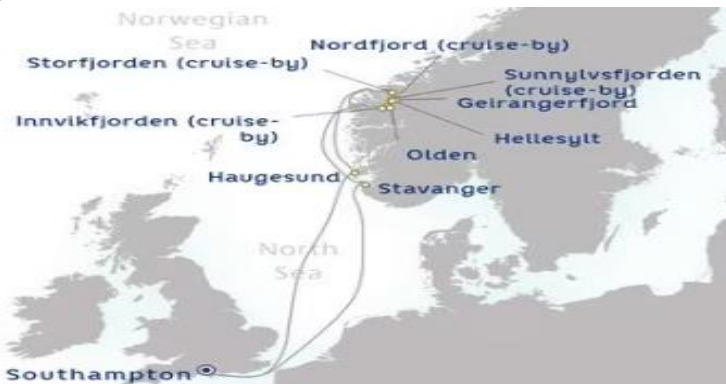 Norwegian
Sea
Nordfjord (cruise-by)
Storfjorden (cruise-by)
Sunnylvsfjorden
(cruise-by)
Geirangerfjord
Innvikfjorden (cruise-
by)
Hellesylt
Olden
Haugesund
Stavanger
North
Sea
Southampton